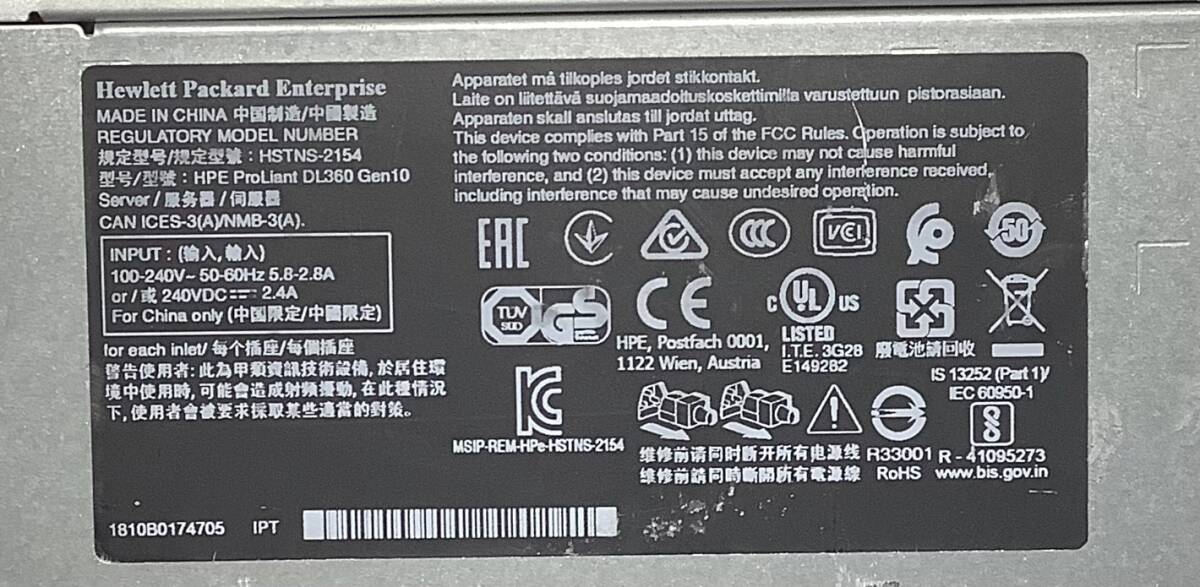 Hewlett Packard Enterprise
MADE IN CHINA 中国制造/中國製造
REGULATORY MODEL NUMBER
規定型号/規定型號：HSTNS-2154
型号/型號：HPE ProLiant DL360 Gen10
Server / 服务器 / 伺服器
CAN ICES-3(A)/NMB-3(A).
INPUT : (输入, 輸入)
100-240V~ 50-60Hz 5.8-2.8A
or / 或 240VDC⎓ 2.4A
For China only (中国限定/中國限定)
for each inlet/ 每个插座/每個插座
警告使用者: 此為甲類資訊技術設備, 於居住環
境中使用時, 可能會造成射頻擾動, 在此種情況
下, 使用者會被要求採取某些適當的對策。
1810B0174705 IPT
Apparatet må tilkoples jordet stikkontakt.
Laite on liitettävä suojamaadoituskoskettimilla varustettuun pistorasiaan.
Apparaten skall anslutas till jordat uttag.
This device complies with Part 15 of the FCC Rules. Operation is subject to
the following two conditions: (1) this device may not cause harmful
interference, and (2) this device must accept any interference received,
including interference that may cause undesired operation.
EAC
CCC
VCI
50
TÜV
SÜD
GS
CE
HPE, Postfach 0001,
1122 Wien, Austria
C UL US
LISTED
I.T.E. 3G28
E149282
廢電池請回收
IS 13252 (Part 1)/
IEC 60950-1
KC
MSIP-REM-HPe-HSTNS-2154
维修前请同时断开所有电源线
維修前請同時斷開所有電源線
R33001
RoHS
R - 41095273
www.bis.gov.in